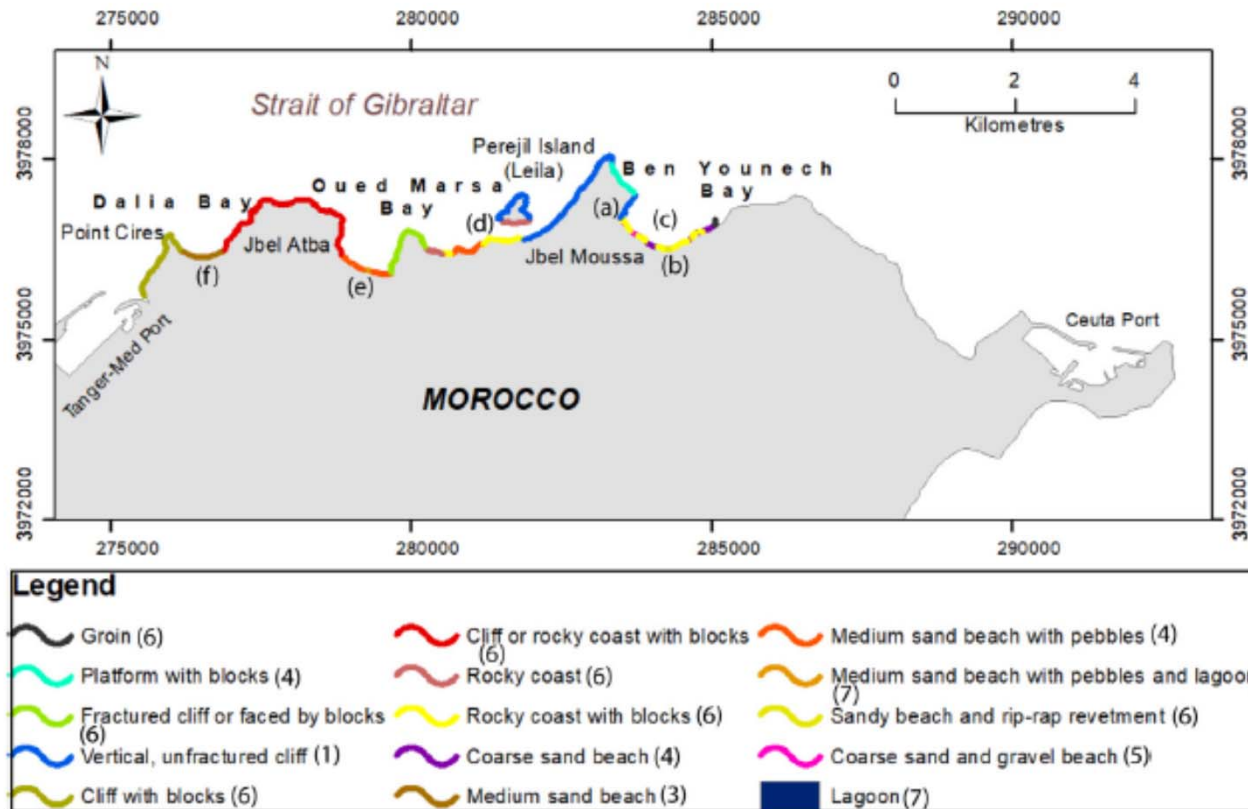 275000 280000 285000 290000
N
0 2 4
Kilometres
Strait of Gibraltar
3978000 3978000
Perejil Island
(Leila)
Ben Younech
Bay
Oued Marsa
Bay
Dalia Bay
Point Cires
Jbel Atba
Jbel Moussa
(a)
(b)
(c)
(d)
(e)
(f)
3975000 3975000
Tanger-Med Port
Ceuta Port
MOROCCO
3972000 3972000
275000 280000 285000 290000
Legend
Groin (6)
Platform with blocks (4)
Fractured cliff or faced by blocks
(6)
Vertical, unfractured cliff (1)
Cliff with blocks (6)
Cliff or rocky coast with blocks
(6)
Rocky coast (6)
Rocky coast with blocks (6)
Coarse sand beach (4)
Medium sand beach (3)
Medium sand beach with pebbles (4)
Medium sand beach with pebbles and lagoon
(7)
Sandy beach and rip-rap revetment (6)
Coarse sand and gravel beach (5)
Lagoon (7)